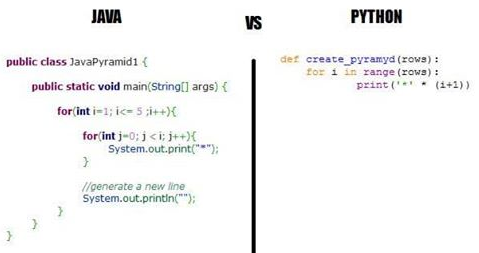 JAVA
VS
PYTHON
public class JavaPyramid1 {
public static void main(String[] args) {
for(int i=1; i<= 5 ;i++){
for(int j=0; j < i; j++){
System.out.print("*");
}
//generate a new line
System.out.println("");
}
}
}
def create_pyramyd(rows):
for i in range(rows):
print('*' * (i+1))